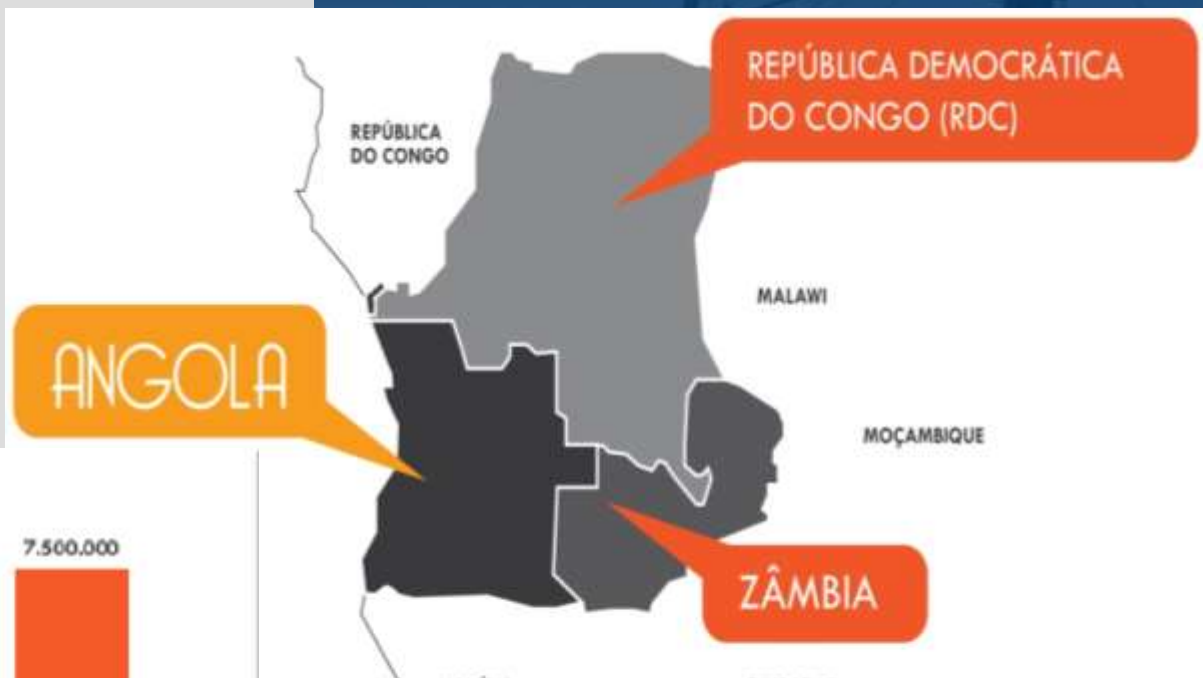 REPÚBLICA DEMOCRÁTICA
DO CONGO (RDC)
REPÚBLICA
DO CONGO
MALAWI
ANGOLA
MOÇAMBIQUE
7.500.000
ZÂMBIA